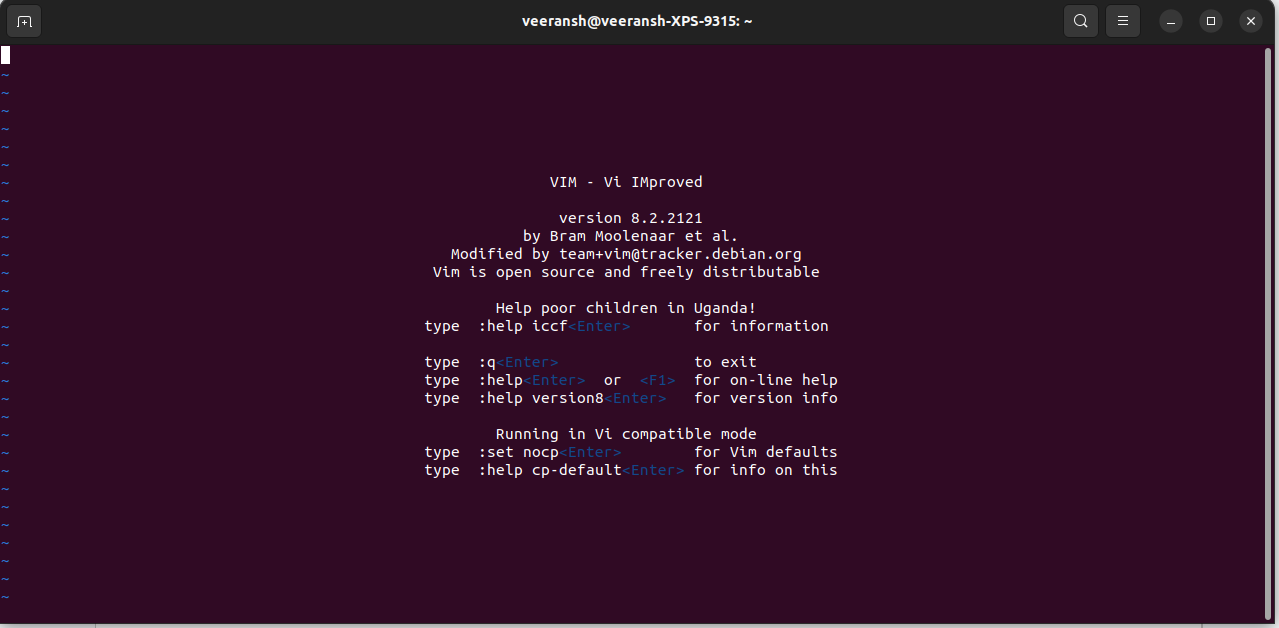 veeransh@veeransh-XPS-9315: ~
~
~
~
~
~
~
~ VIM - Vi IMproved
~
~ version 8.2.2121
~ by Bram Moolenaar et al.
~ Modified by team+vim@tracker.debian.org
~ Vim is open source and freely distributable
~
~ Help poor children in Uganda!
~ type  :help iccf<Enter>       for information
~
~ type  :q<Enter>               to exit
~ type  :help<Enter>  or  <F1>  for on-line help
~ type  :help version8<Enter>   for version info
~
~ Running in Vi compatible mode
~ type  :set nocp<Enter>        for Vim defaults
~ type  :help cp-default<Enter> for info on this
~
~
~
~
~
~
~